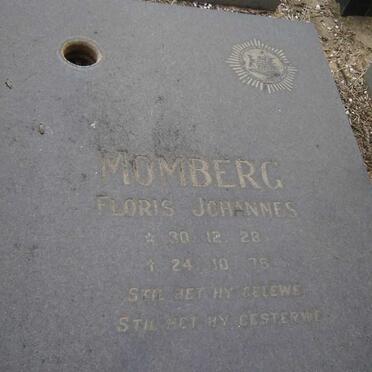 MOMBERG
FLORIS JOHANNES
☆ 30 12 28
† 24 10 76
STIL HET HY GELEWE
STIL HET HY GESTERWE